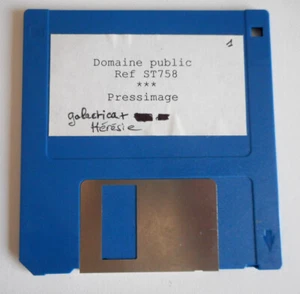 1
Domaine public
Ref ST758
***
Pressimage
galactica +
Hérésie